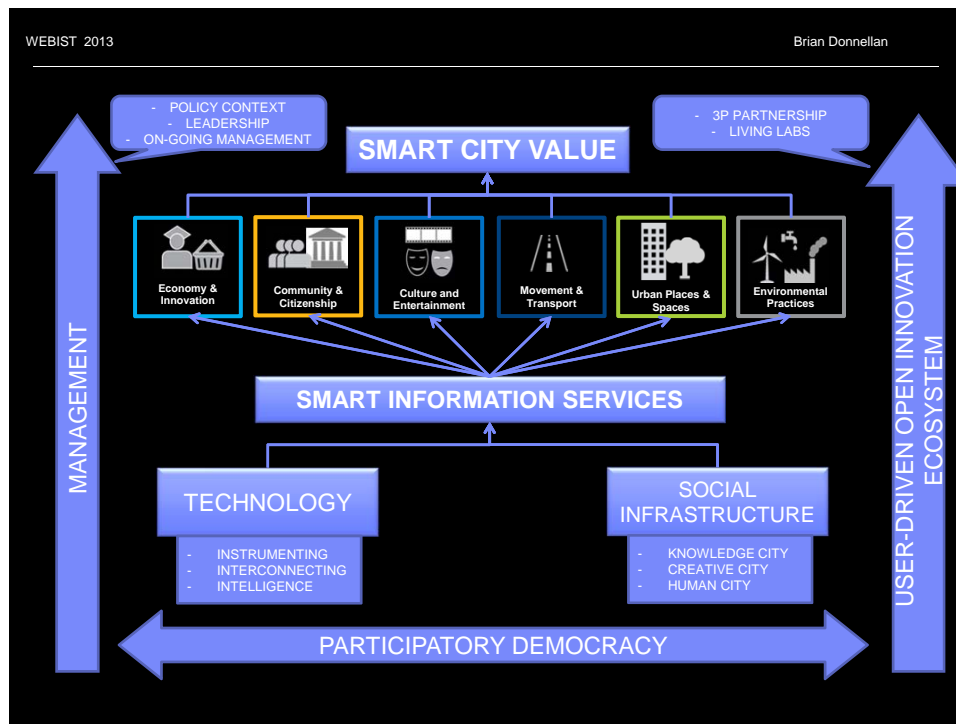 WEBIST 2013
Brian Donnellan
- POLICY CONTEXT
- LEADERSHIP
- ON-GOING MANAGEMENT
- 3P PARTNERSHIP
- LIVING LABS
SMART CITY VALUE
Economy &
Innovation
Community &
Citizenship
Culture and
Entertainment
Movement &
Transport
Urban Places &
Spaces
Environmental
Practices
MANAGEMENT
USER-DRIVEN OPEN INNOVATION
ECOSYSTEM
SMART INFORMATION SERVICES
TECHNOLOGY
- INSTRUMENTING
- INTERCONNECTING
- INTELLIGENCE
SOCIAL
INFRASTRUCTURE
- KNOWLEDGE CITY
- CREATIVE CITY
- HUMAN CITY
PARTICIPATORY DEMOCRACY